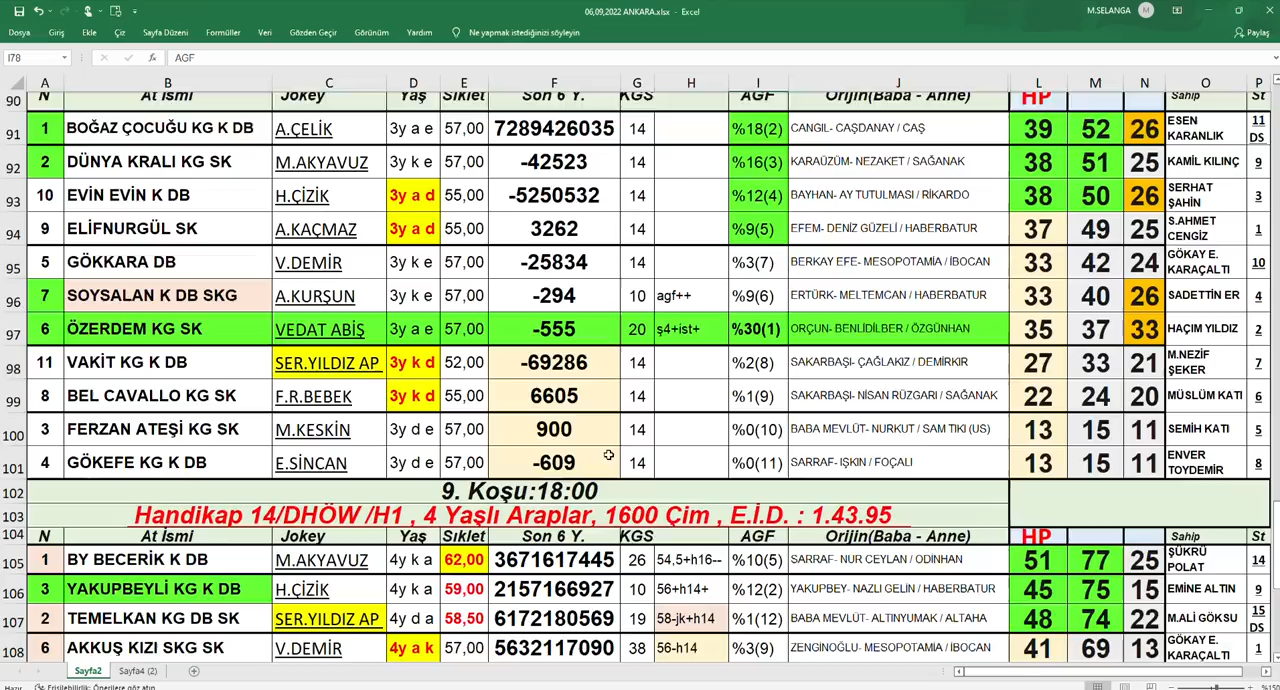 06,09,2022 ANKARA.xlsx - Excel
M.SELANGA M
Dosya Giriş Ekle Çiz Sayfa Düzeni Formüller Veri Gözden Geçir Görünüm Yardım Ne yapmak istediğinizi söyleyin Paylaş
I78 fx AGF
A B C D E F G H I J L M N O P
90 N At İsmi Jokey Yaş Sıklet Son 6 Y. KGS AGF Orijin(Baba - Anne) HP Sahip St
91 1 BOĞAZ ÇOCUĞU KG K DB A.ÇELİK 3y a e 57,00 7289426035 14 %18(2) CANGIL- CAŞDANAY / CAŞ 39 52 26 ESEN KARANLIK 11 DS
92 2 DÜNYA KRALI KG SK M.AKYAVUZ 3y k e 57,00 -42523 14 %16(3) KARAÜZÜM- NEZAKET / SAĞANAK 38 51 25 KAMİL KILINÇ 9
93 10 EVİN EVİN K DB H.ÇİZİK 3y a d 55,00 -5250532 14 %12(4) BAYHAN- AY TUTULMASI / RİKARDO 38 50 26 SERHAT ŞAHİN 3
94 9 ELİFNURGÜL SK A.KAÇMAZ 3y a d 55,00 3262 14 %9(5) EFEM- DENİZ GÜZELİ / HABERBATUR 37 49 25 S.AHMET CENGİZ 1
95 5 GÖKKARA DB V.DEMİR 3y k e 57,00 -25834 14 %3(7) BERKAY EFE- MESOPOTAMİA / İBOCAN 33 42 24 GÖKAY E. KARAÇALTI 10
96 7 SOYSALAN K DB SKG A.KURŞUN 3y k e 57,00 -294 10 agf++ %9(6) ERTÜRK- MELTEMCAN / HABERBATUR 33 40 26 SADETTİN ER 4
97 6 ÖZERDEM KG SK VEDAT ABİŞ 3y a e 57,00 -555 20 ş4+ist+ %30(1) ORÇUN- BENLİDİLBER / ÖZGÜNHAN 35 37 33 HAÇIM YILDIZ 2
98 11 VAKİT KG K DB SER.YILDIZ AP 3y k d 52,00 -69286 14 %2(8) SAKARBAŞI- ÇAĞLAKIZ / DEMİRKIR 27 33 21 M.NEZİF ŞEKER 7
99 8 BEL CAVALLO KG SK F.R.BEBEK 3y k d 55,00 6605 14 %1(9) SAKARBAŞI- NİSAN RÜZGARI / SAĞANAK 22 24 20 MÜSLÜM KATI 6
100 3 FERZAN ATEŞİ KG SK M.KESKİN 3y d e 57,00 900 14 %0(10) BABA MEVLÜT- NURKUT / SAM TIKI (US) 13 15 11 SEMİH KATI 5
101 4 GÖKEFE KG K DB E.SİNCAN 3y d e 57,00 -609 14 %0(11) SARRAF- IŞKIN / FOÇALI 13 15 11 ENVER TOYDEMİR 8
102 9. Koşu:18:00
103 Handikap 14/DHÖW /H1 , 4 Yaşlı Araplar, 1600 Çim , E.İ.D. : 1.43.95
104 N At İsmi Jokey Yaş Sıklet Son 6 Y. KGS AGF Orijin(Baba - Anne) HP Sahip St
105 1 BY BECERİK K DB M.AKYAVUZ 4y k a 62,00 3671617445 26 54,5+h16-- %10(5) SARRAF- NUR CEYLAN / ODİNHAN 51 77 25 ŞÜKRÜ POLAT 14
106 3 YAKUPBEYLİ KG K DB H.ÇİZİK 4y k a 59,00 2157166927 10 56+h14+ %12(2) YAKUPBEY- NAZLI GELİN / HABERBATUR 45 75 15 EMİNE ALTIN 9
107 2 TEMELKAN KG DB SK SER.YILDIZ AP 4y d a 58,50 6172180569 19 58-jk+h14 %1(12) BABA MEVLÜT- ALTINYUMAK / ALTAHA 48 74 22 M.ALİ GÖKSU 15 DS
108 6 AKKUŞ KIZI SKG SK V.DEMİR 4y a k 57,00 5632117090 38 56-h14 %3(9) ZENGİNOĞLU- MESOPOTAMİA / İBOCAN 41 69 13 GÖKAY E. KARAÇALTI 1
Sayfa2 Sayfa4 (2)
Hazır Erişilebilirlik: Önerilere göz atın %150